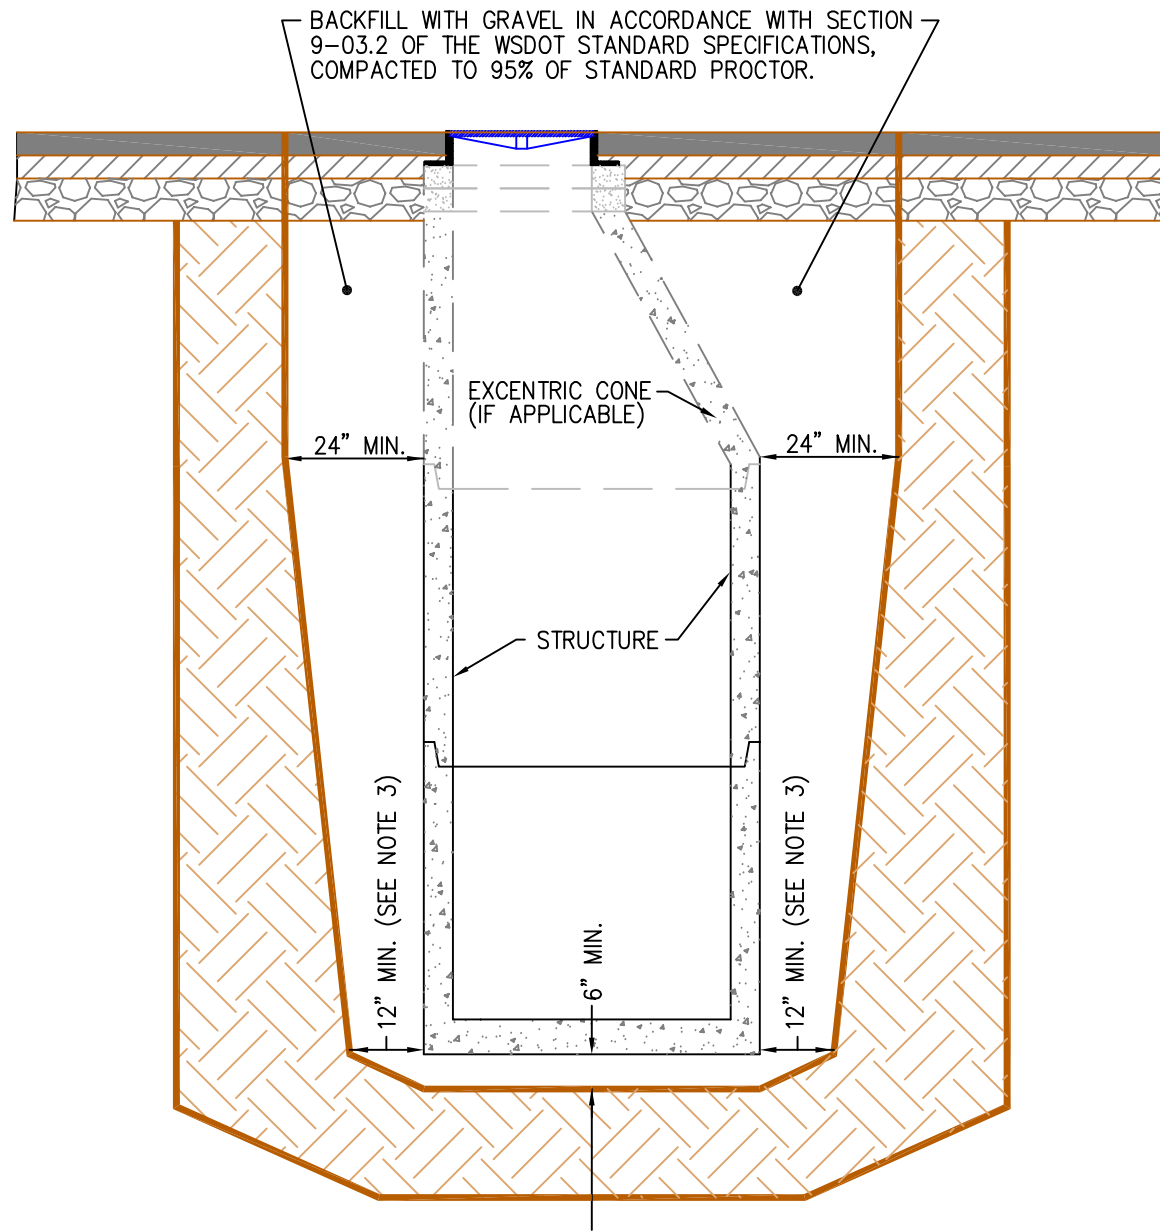 BACKFILL WITH GRAVEL IN ACCORDANCE WITH SECTION
9-03.2 OF THE WSDOT STANDARD SPECIFICATIONS,
COMPACTED TO 95% OF STANDARD PROCTOR.
EXCENTRIC CONE
(IF APPLICABLE)
24" MIN.
24" MIN.
STRUCTURE
12" MIN. (SEE NOTE 3)
6" MIN.
12" MIN. (SEE NOTE 3)